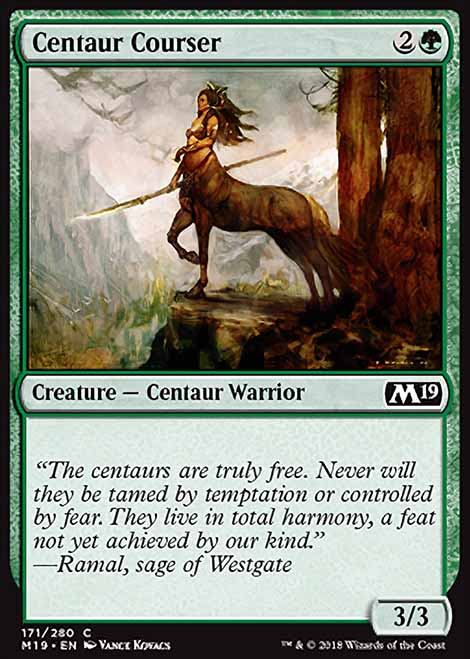 Centaur Courser 2
Creature — Centaur Warrior
M19
“The centaurs are truly free. Never will
they be tamed by temptation or controlled
by fear. They live in total harmony, a feat
not yet achieved by our kind.”
—Ramal, sage of Westgate
3/3
171/280 C
M19 • EN Vance Kovacs
™ & © 2018 Wizards of the Coast